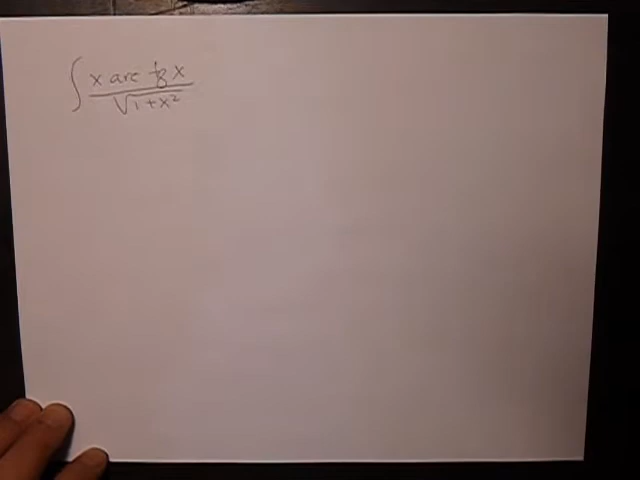 ∫ x arc tg x
√1+x²